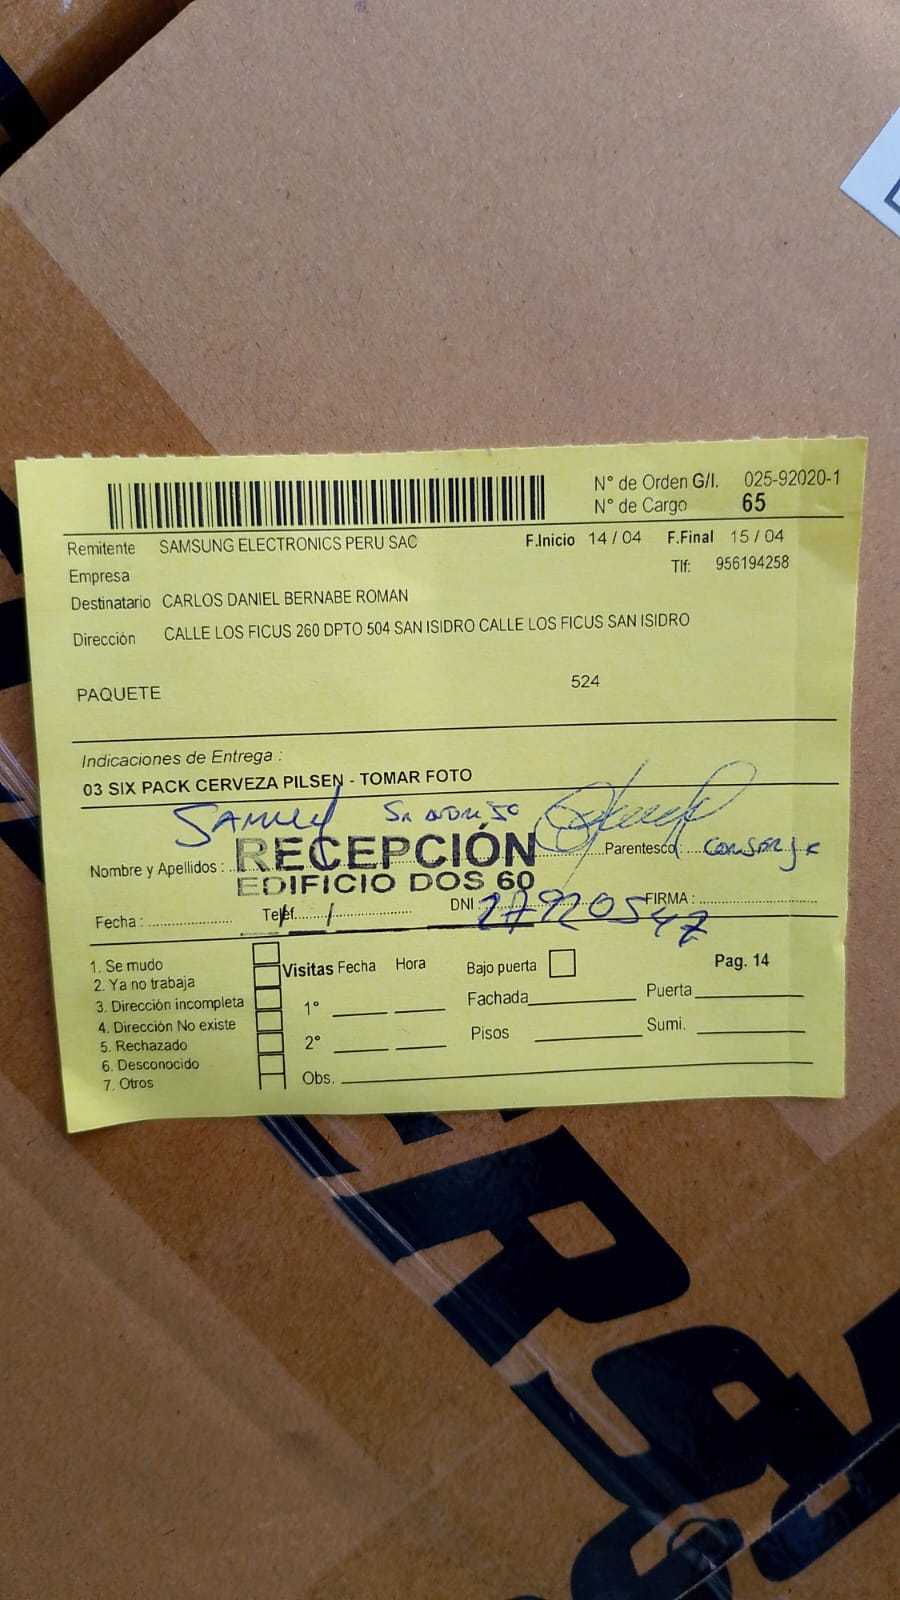 N° de Orden G/I. 025-92020-1
N° de Cargo 65
Remitente SAMSUNG ELECTRONICS PERU SAC F.Inicio 14 / 04 F.Final 15 / 04
Empresa Tlf: 956194258
Destinatario CARLOS DANIEL BERNABE ROMAN
Dirección CALLE LOS FICUS 260 DPTO 504 SAN ISIDRO CALLE LOS FICUS SAN ISIDRO
PAQUETE 524
Indicaciones de Entrega :
03 SIX PACK CERVEZA PILSEN - TOMAR FOTO
Nombre y Apellidos : RECEPCIÓN Parentesco : conserje
EDIFICIO DOS 60
Fecha : Teléf. DNI 27920547 FIRMA :
1. Se mudo
2. Ya no trabaja
3. Dirección incompleta
4. Dirección No existe
5. Rechazado
6. Desconocido
7. Otros
Visitas Fecha Hora
1°
2°
Obs.
Bajo puerta
Fachada
Pisos
Pag. 14
Puerta
Sumi.